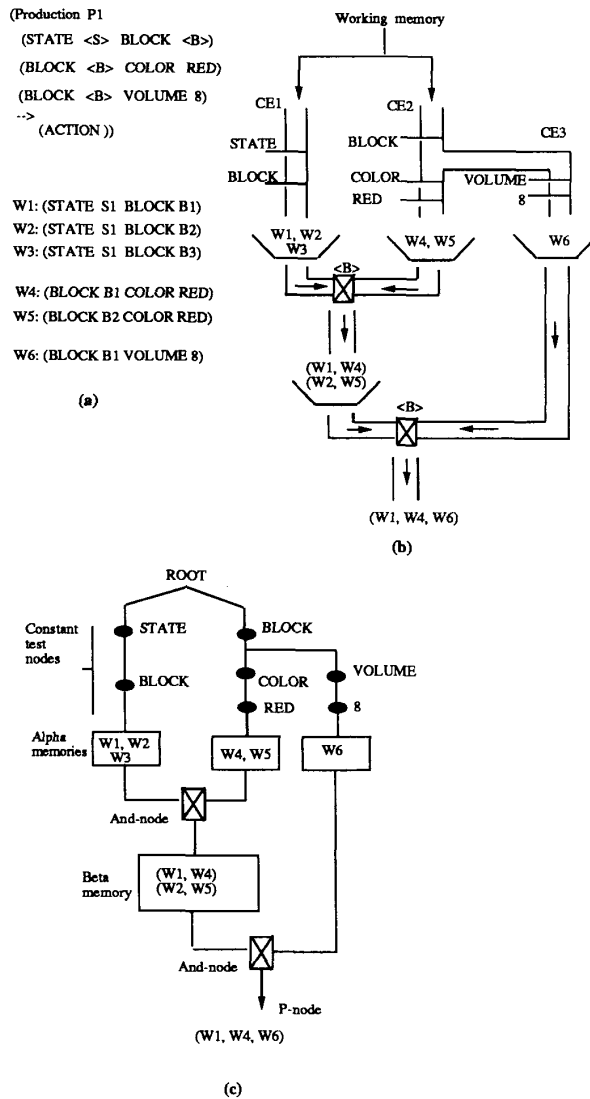 (Production P1
(STATE <S> BLOCK <B>)
(BLOCK <B> COLOR RED)
(BLOCK <B> VOLUME 8)
-->
(ACTION ))
W1: (STATE S1 BLOCK B1)
W2: (STATE S1 BLOCK B2)
W3: (STATE S1 BLOCK B3)
W4: (BLOCK B1 COLOR RED)
W5: (BLOCK B2 COLOR RED)
W6: (BLOCK B1 VOLUME 8)
(a)
Working memory
CE1
CE2
CE3
STATE
BLOCK
BLOCK
COLOR
RED
VOLUME
8
W1, W2
W3
W4, W5
W6
<B>
(W1, W4)
(W2, W5)
<B>
(W1, W4, W6)
(b)
ROOT
Constant
test
nodes
STATE
BLOCK
BLOCK
COLOR
RED
VOLUME
8
Alpha
memories
W1, W2
W3
W4, W5
W6
And-node
Beta
memory
(W1, W4)
(W2, W5)
And-node
P-node
(W1, W4, W6)
(c)